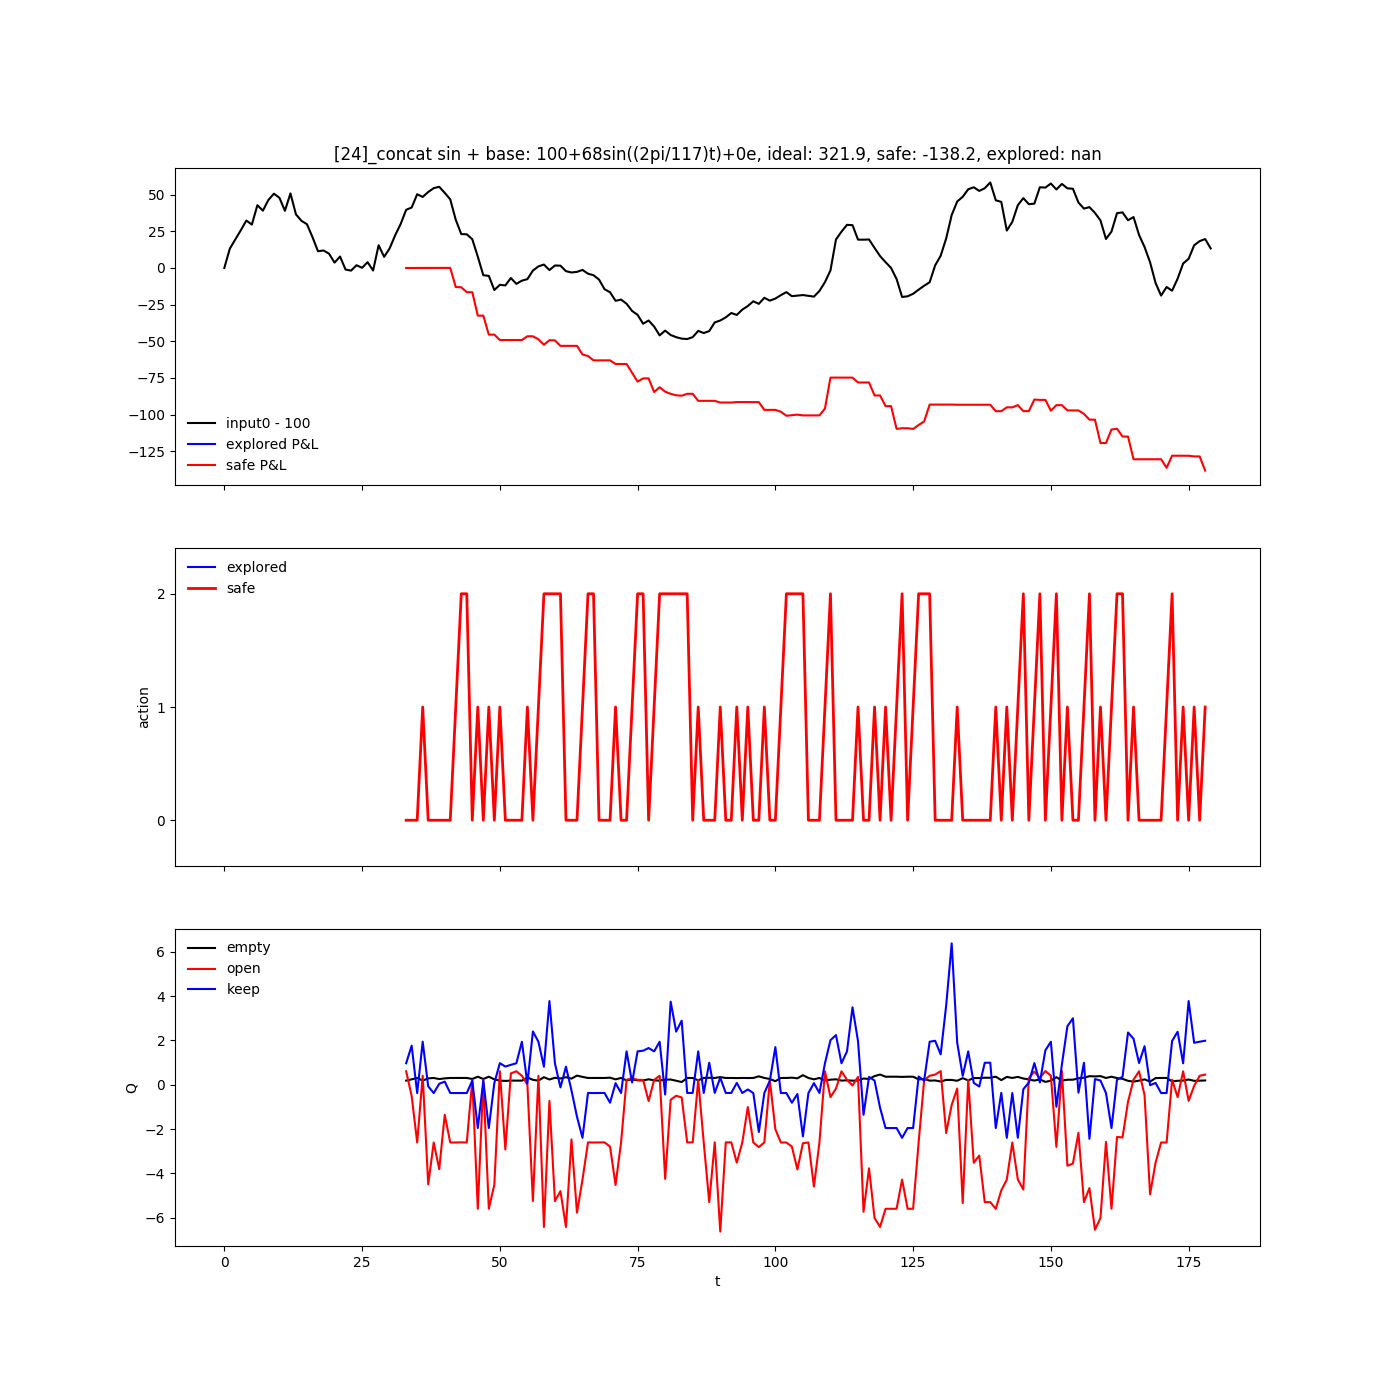 [24]_concat sin + base: 100+68sin((2pi/117)t)+0e, ideal: 321.9, safe: -138.2, explored: nan
50
25
0
−25
−50
−75
−100
−125
input0 - 100
explored P&L
safe P&L
explored
safe
2
1
0
action
empty
open
keep
6
4
2
0
−2
−4
−6
Q
0 25 50 75 100 125 150 175
t